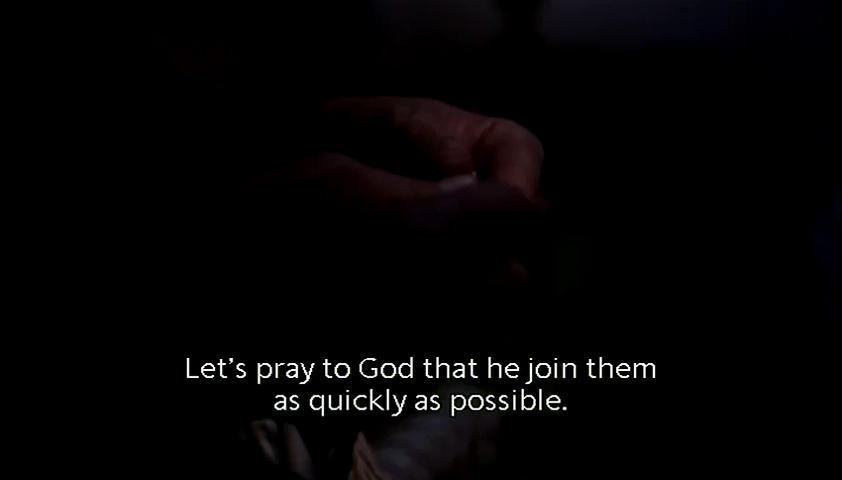 Let's pray to God that he join them
as quickly as possible.